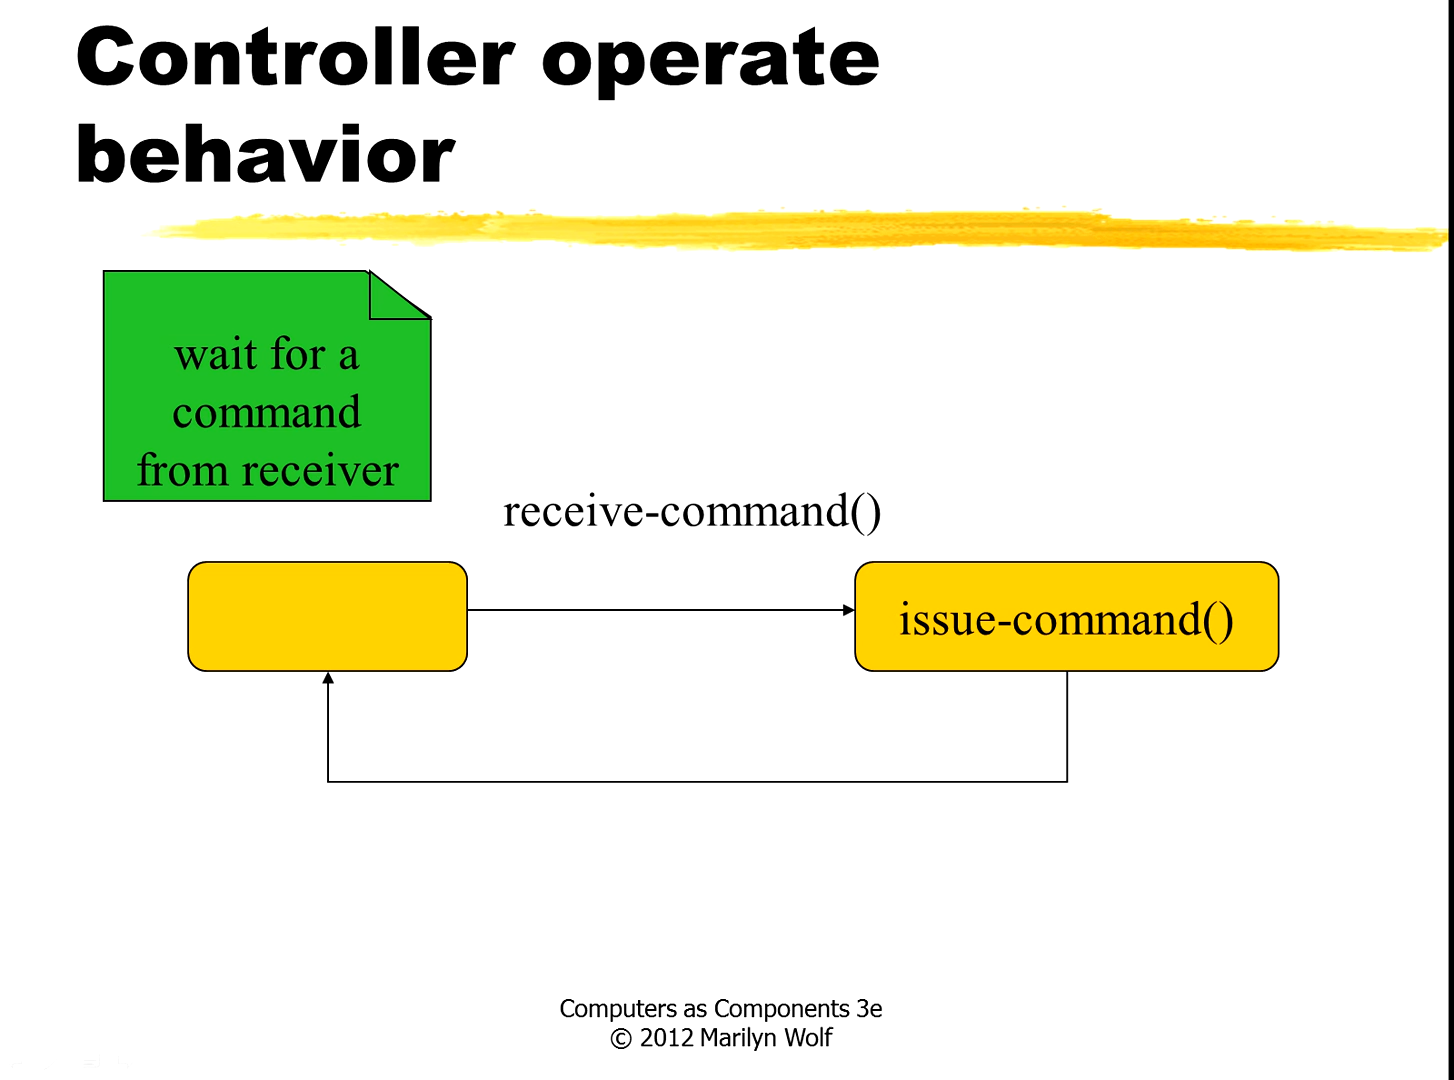 Controller operate
behavior
wait for a
command
from receiver
receive-command()
issue-command()
Computers as Components 3e
© 2012 Marilyn Wolf